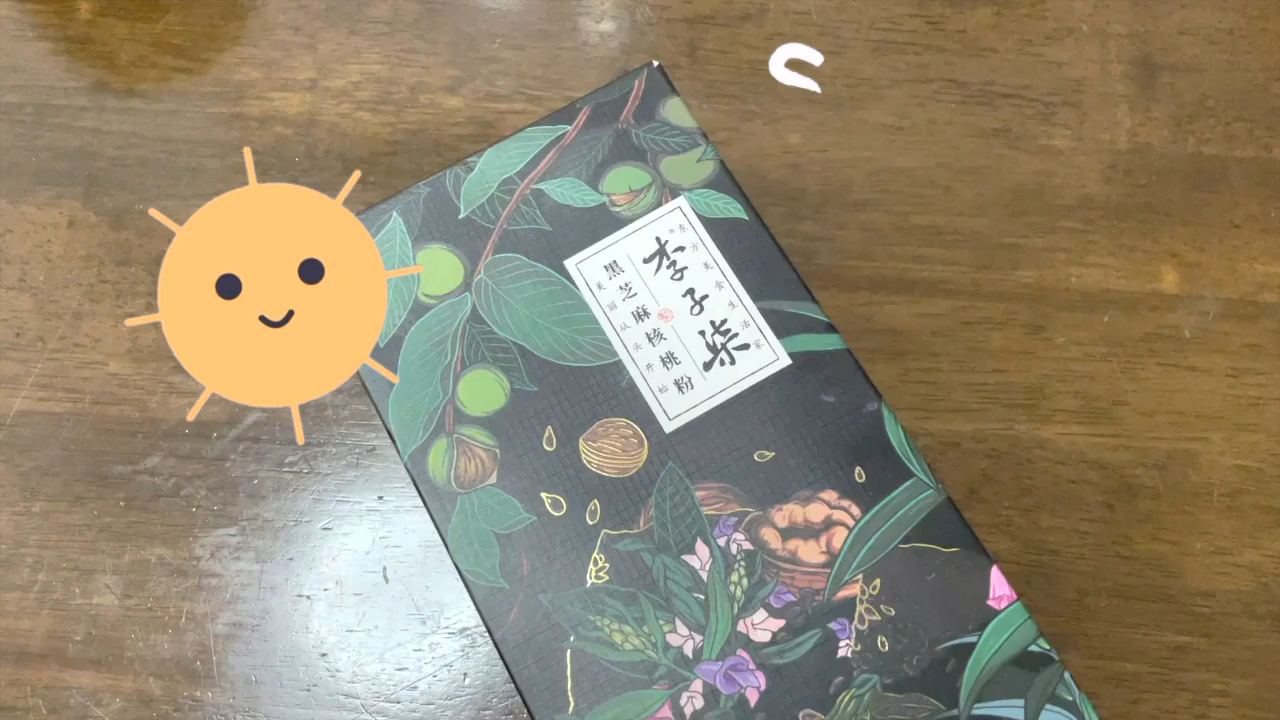 东方美食生活家
李子柒®
黑芝麻核桃粉
美丽从头开始